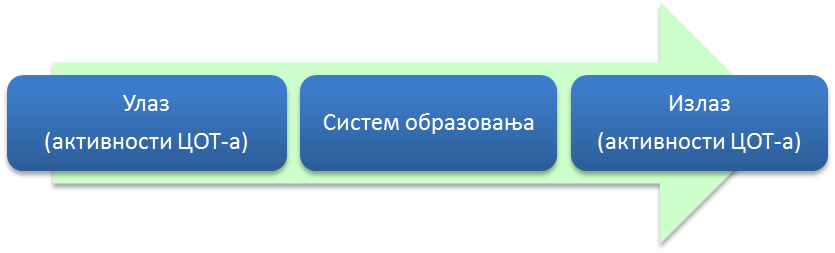 Улаз
(активности ЦОТ-а)
Систем образовања
Излаз
(активности ЦОТ-а)